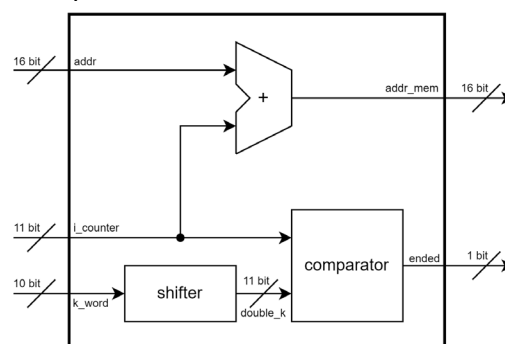 16 bit
addr
+
addr_mem
16 bit
11 bit
i_counter
comparator
ended
1 bit
10 bit
k_word
shifter
11 bit
double_k